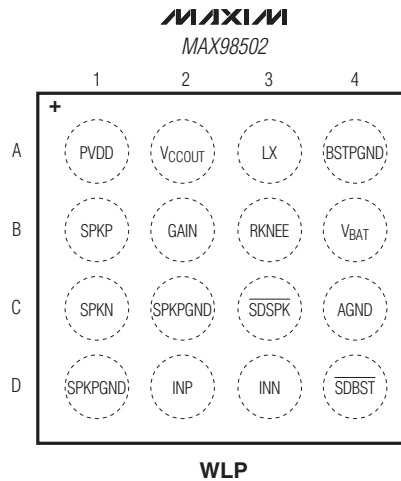 MAXIM
MAX98502
1 2 3 4
+
A PVDD VCCOUT LX BSTPGND
B SPKP GAIN RKNEE VBAT
C SPKN SPKPGND SDSPK AGND
D SPKPGND INP INN SDBST
WLP